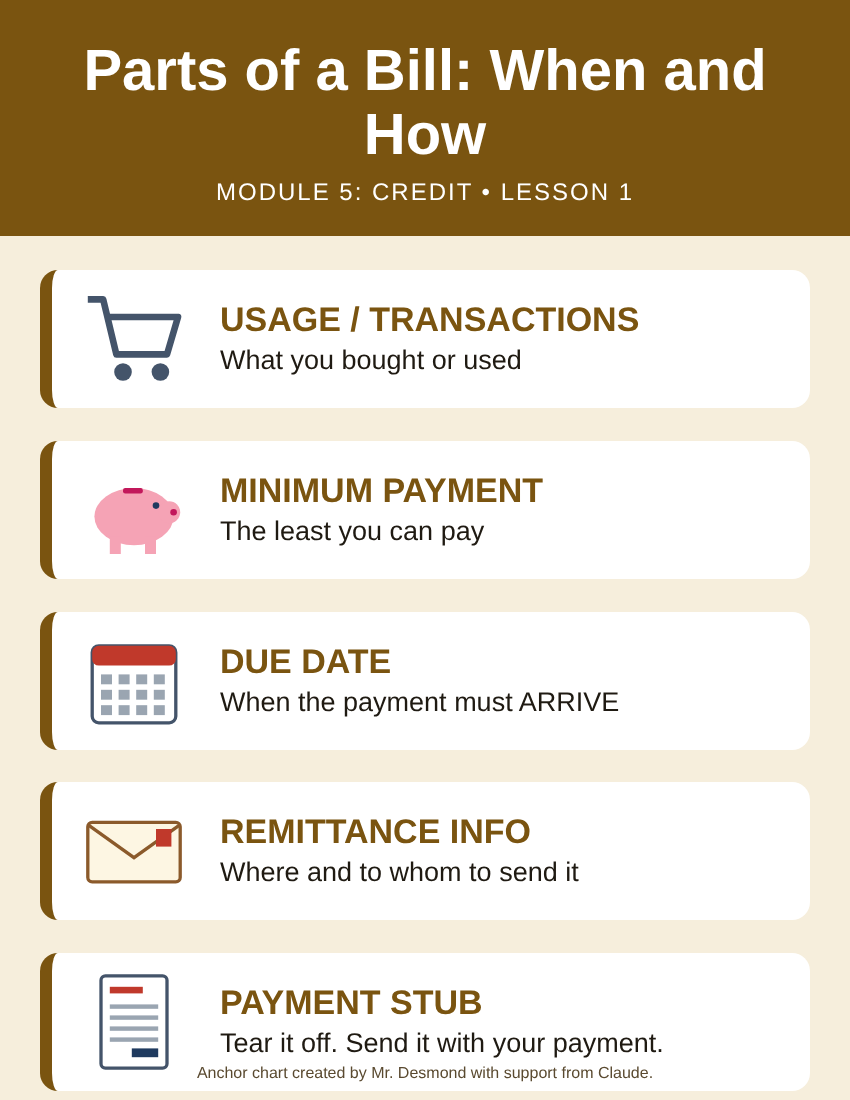 Parts of a Bill: When and
How
MODULE 5: CREDIT • LESSON 1
USAGE / TRANSACTIONS
What you bought or used
MINIMUM PAYMENT
The least you can pay
DUE DATE
When the payment must ARRIVE
REMITTANCE INFO
Where and to whom to send it
PAYMENT STUB
Tear it off. Send it with your payment.
Anchor chart created by Mr. Desmond with support from Claude.